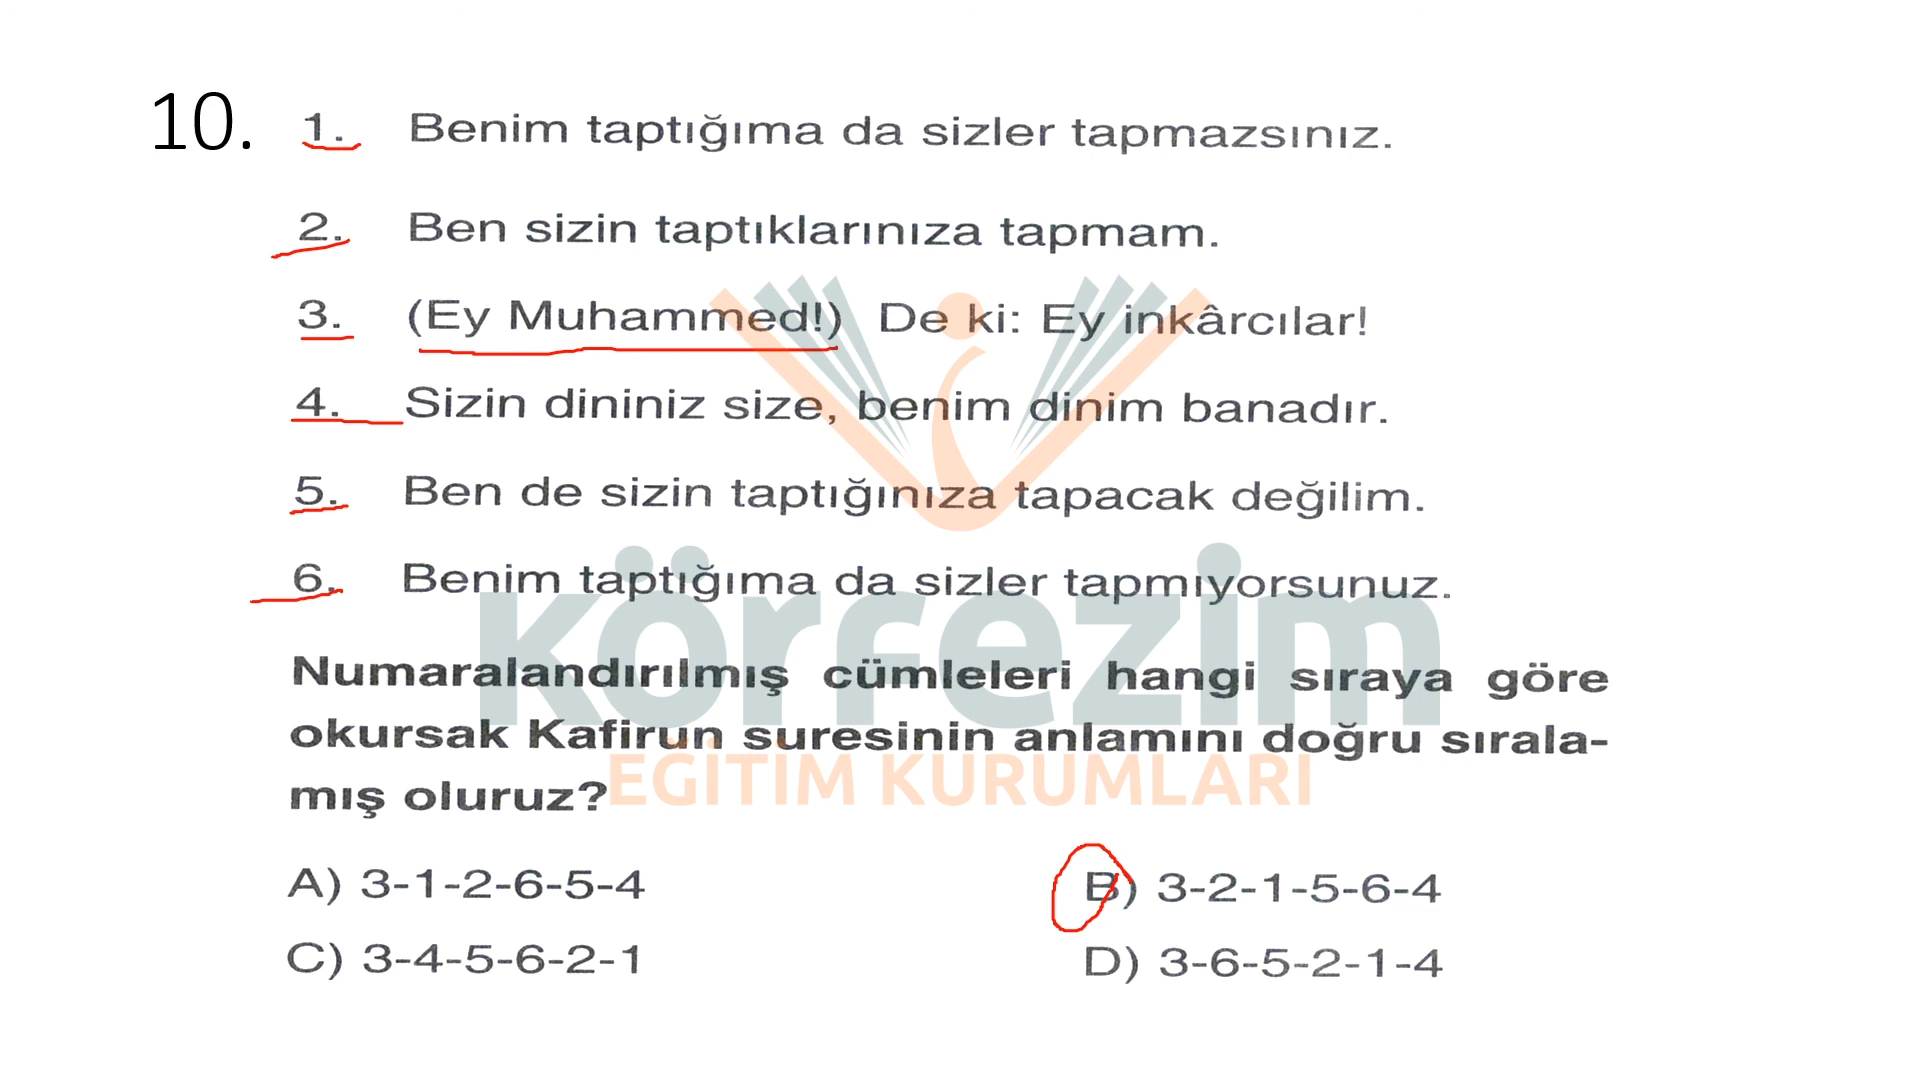 10. 1. Benim taptığıma da sizler tapmazsınız.
2. Ben sizin taptıklarınıza tapmam.
3. (Ey Muhammed!) De ki: Ey inkârcılar!
4. Sizin dininiz size, benim dinim banadır.
5. Ben de sizin taptığınıza tapacak değilim.
6. Benim taptığıma da sizler tapmıyorsunuz.
Numaralandırılmış cümleleri hangi sıraya göre
okursak Kafirun suresinin anlamını doğru sırala-
mış oluruz?
A) 3-1-2-6-5-4
B) 3-2-1-5-6-4
C) 3-4-5-6-2-1
D) 3-6-5-2-1-4
körfezim
EĞİTİM KURUMLARI